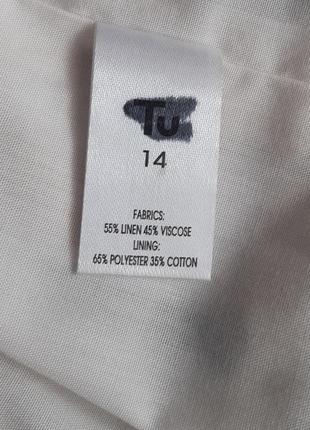 Tu
14
FABRICS:
55% LINEN 45% VISCOSE
LINING:
65% POLYESTER 35% COTTON